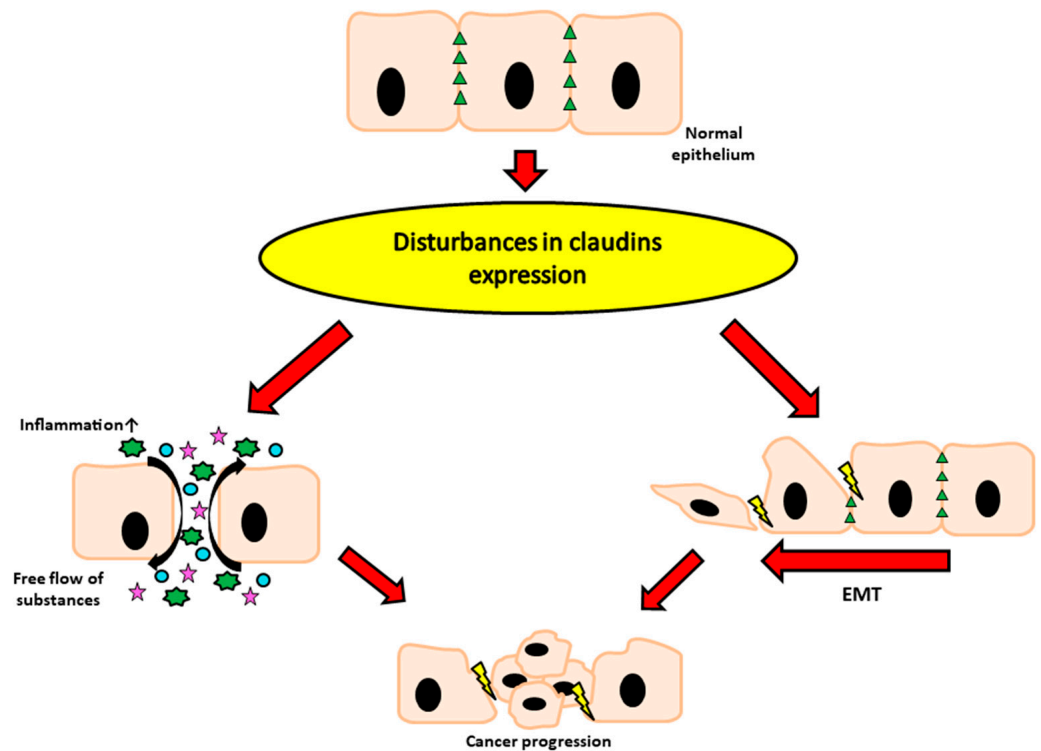 Normal
epithelium
Disturbances in claudins
expression
Inflammation↑
Free flow of
substances
EMT
Cancer progression